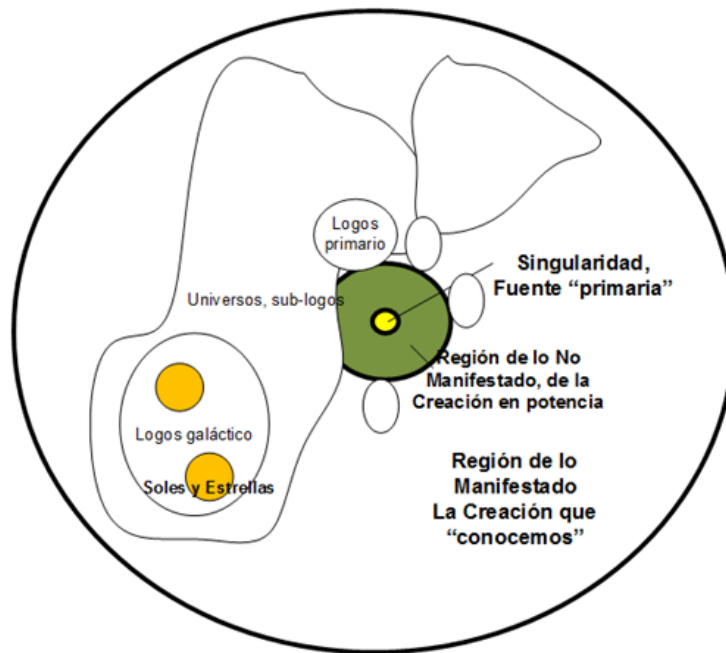 Logos
primario
Singularidad,
Fuente “primaria”
Universos, sub-logos
Región de lo No
Manifestado, de la
Creación en potencia
Logos galáctico
Soles y Estrellas
Región de lo
Manifestado
La Creación que
“conocemos”